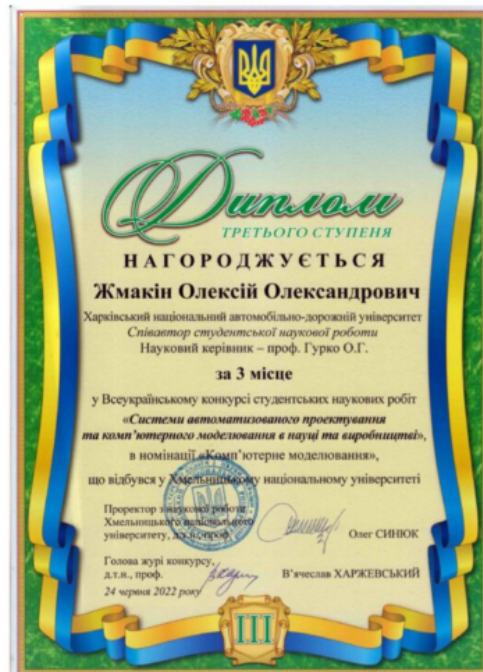 Диплом
ТРЕТЬОГО СТУПЕНЯ
НАГОРОДЖУЄТЬСЯ
Жмакін Олексій Олександрович
Харківський національний автомобільно-дорожній університет
Співавтор студентської наукової роботи
Науковий керівник – проф. Гурко О.Г.
за 3 місце
у Всеукраїнському конкурсі студентських наукових робіт
«Системи автоматизованого проектування
та комп’ютерного моделювання в науці та виробництві»,
в номінації «Комп’ютерне моделювання»,
що відбувся у Хмельницькому національному університеті
Проректор з наукової роботи
Хмельницького національного
університету, д.т.н., проф.
Олег СИНЮК
Голова журі конкурсу,
д.т.н., проф.
В’ячеслав ХАРЖЕВСЬКИЙ
24 червня 2022 року
III